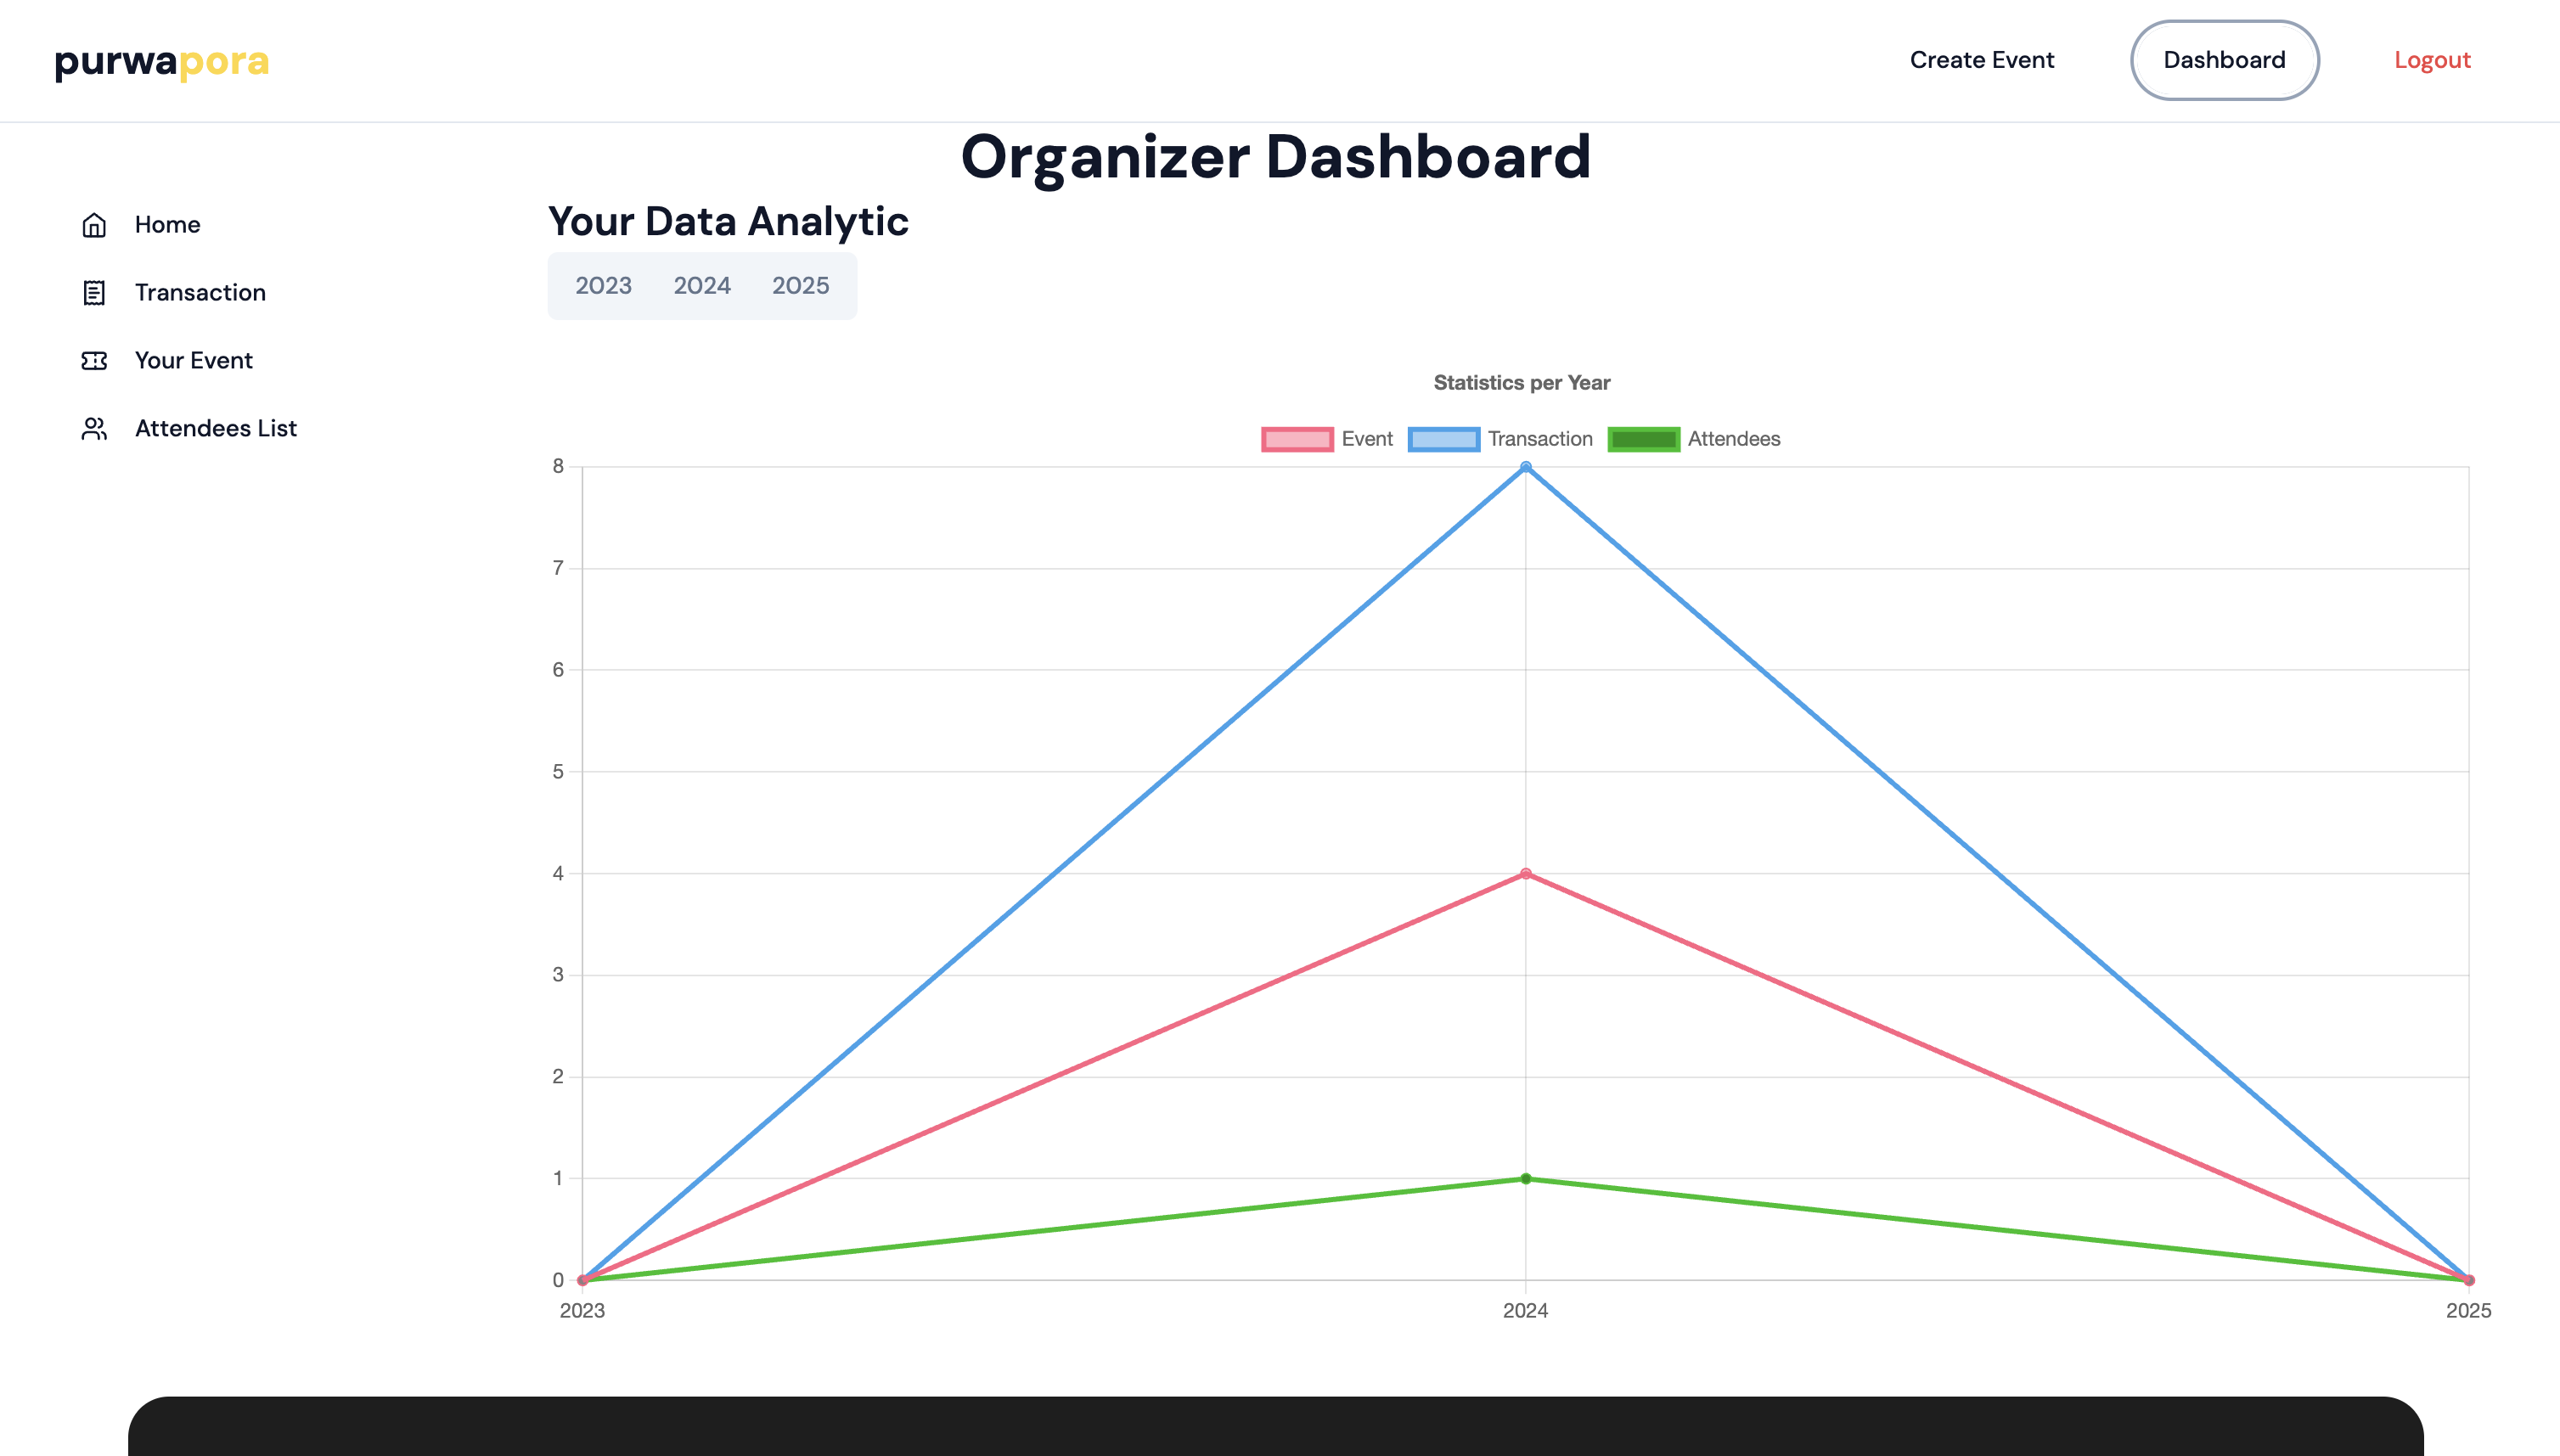 purwapora
Create Event
Dashboard
Logout
Organizer Dashboard
Home
Transaction
Your Event
Attendees List
Your Data Analytic
2023 2024 2025
Statistics per Year
Event Transaction Attendees
8
7
6
5
4
3
2
1
0
2023 2024 2025